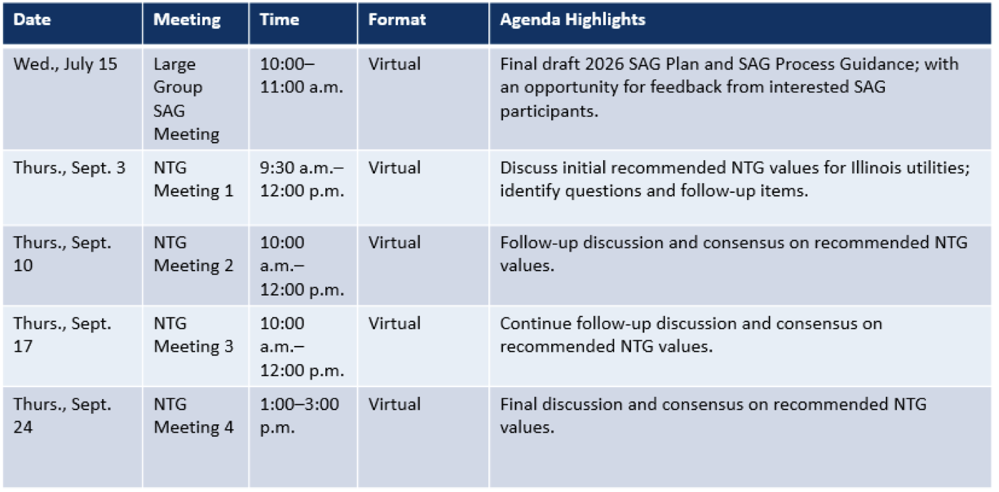 Date Meeting Time Format Agenda Highlights
Wed., July 15
Large
Group
SAG
Meeting
10:00–
11:00 a.m.
Virtual
Final draft 2026 SAG Plan and SAG Process Guidance; with
an opportunity for feedback from interested SAG
participants.
Thurs., Sept. 3
NTG
Meeting 1
9:30 a.m.–
12:00 p.m.
Virtual
Discuss initial recommended NTG values for Illinois utilities;
identify questions and follow-up items.
Thurs., Sept.
10
NTG
Meeting 2
10:00
a.m.–
12:00 p.m.
Virtual
Follow-up discussion and consensus on recommended NTG
values.
Thurs., Sept.
17
NTG
Meeting 3
10:00
a.m.–
12:00 p.m.
Virtual
Continue follow-up discussion and consensus on
recommended NTG values.
Thurs., Sept.
24
NTG
Meeting 4
1:00–3:00
p.m.
Virtual
Final discussion and consensus on recommended NTG
values.